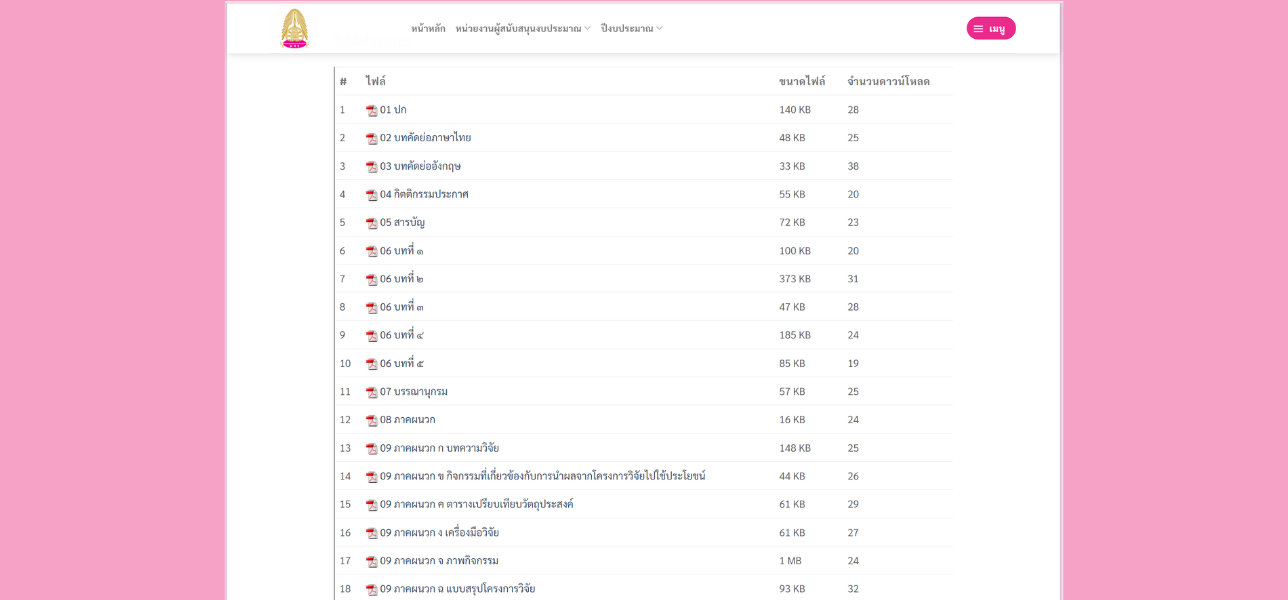 หน้าหลัก หน่วยงานผู้สนับสนุนงบประมาณ ปีงบประมาณ เมนู
# ไฟล์ ขนาดไฟล์ จำนวนดาวน์โหลด
1 01 ปก 140 KB 28
2 02 บทคัดย่อภาษาไทย 48 KB 25
3 03 บทคัดย่ออังกฤษ 33 KB 38
4 04 กิตติกรรมประกาศ 55 KB 20
5 05 สารบัญ 72 KB 23
6 06 บทที่ ๑ 100 KB 20
7 06 บทที่ ๒ 373 KB 31
8 06 บทที่ ๓ 47 KB 28
9 06 บทที่ ๔ 185 KB 24
10 06 บทที่ ๕ 85 KB 19
11 07 บรรณานุกรม 57 KB 25
12 08 ภาคผนวก 16 KB 24
13 09 ภาคผนวก ก บทความวิจัย 148 KB 25
14 09 ภาคผนวก ข กิจกรรมที่เกี่ยวข้องกับการนำผลจากโครงการวิจัยไปใช้ประโยชน์ 44 KB 26
15 09 ภาคผนวก ค ตารางเปรียบเทียบวัตถุประสงค์ 61 KB 29
16 09 ภาคผนวก ง เครื่องมือวิจัย 61 KB 27
17 09 ภาคผนวก จ ภาพกิจกรรม 1 MB 24
18 09 ภาคผนวก ฉ แบบสรุปโครงการวิจัย 93 KB 32